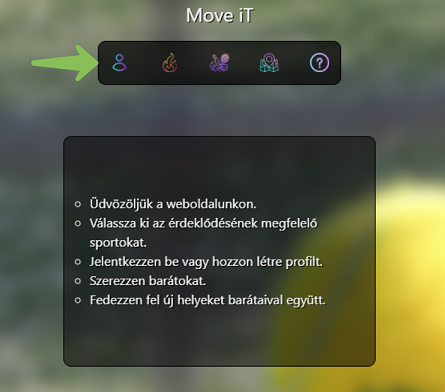 Move iT
?
Üdvözöljük a weboldalunkon.
Válassza ki az érdeklődésének megfelelő
sportokat.
Jelentkezzen be vagy hozzon létre profilt.
Szerezzen barátokat.
Fedezzen fel új helyeket barátaival együtt.